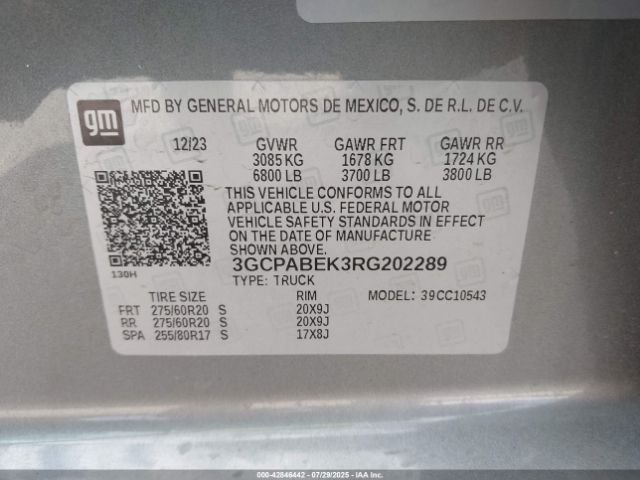 gm MFD BY GENERAL MOTORS DE MEXICO, S. DE R.L. DE C.V.
12/23 GVWR GAWR FRT GAWR RR
3085 KG 1678 KG 1724 KG
6800 LB 3700 LB 3800 LB
THIS VEHICLE CONFORMS TO ALL
APPLICABLE U.S. FEDERAL MOTOR
VEHICLE SAFETY STANDARDS IN EFFECT
ON THE DATE OF MANUFACTURE
SHOWN ABOVE.
130H 3GCPABEK3RG202289
TYPE: TRUCK
TIRE SIZE RIM MODEL: 39CC10543
FRT 275/60R20 S 20X9J
RR 275/60R20 S 20X9J
SPA 255/80R17 S 17X8J
000-42846442 - 07/29/2025 - IAA, Inc.